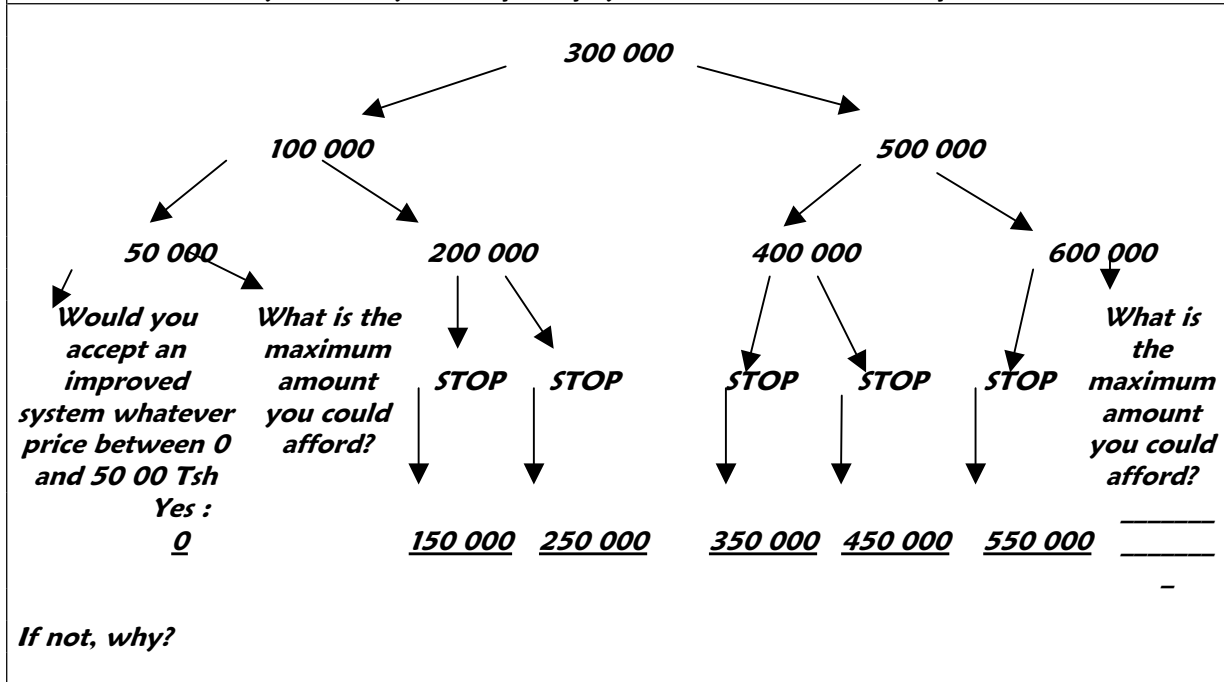 300 000
100 000 500 000
50 000 200 000 400 000 600 000
Would you
accept an
improved
system whatever
price between 0
and 50 00 Tsh
Yes :
0
What is the
maximum
amount
you could
afford?
STOP STOP STOP STOP STOP
What is
the
maximum
amount
you could
afford?
150 000 250 000 350 000 450 000 550 000
If not, why?